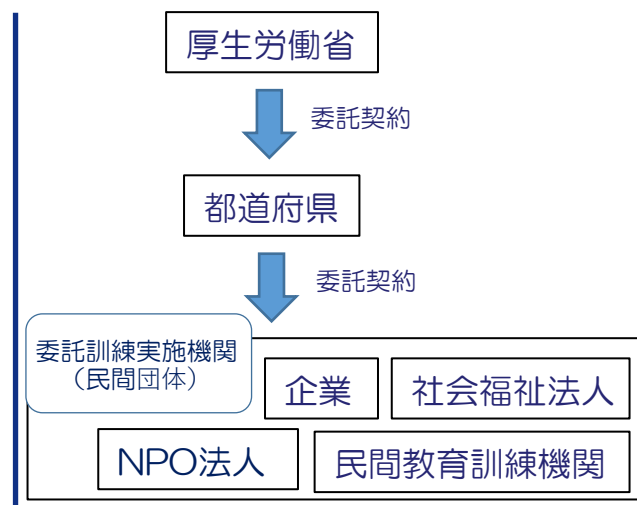 厚生労働省
委託契約
都道府県
委託契約
委託訓練実施機関
（民間団体）
企業
社会福祉法人
NPO法人
民間教育訓練機関